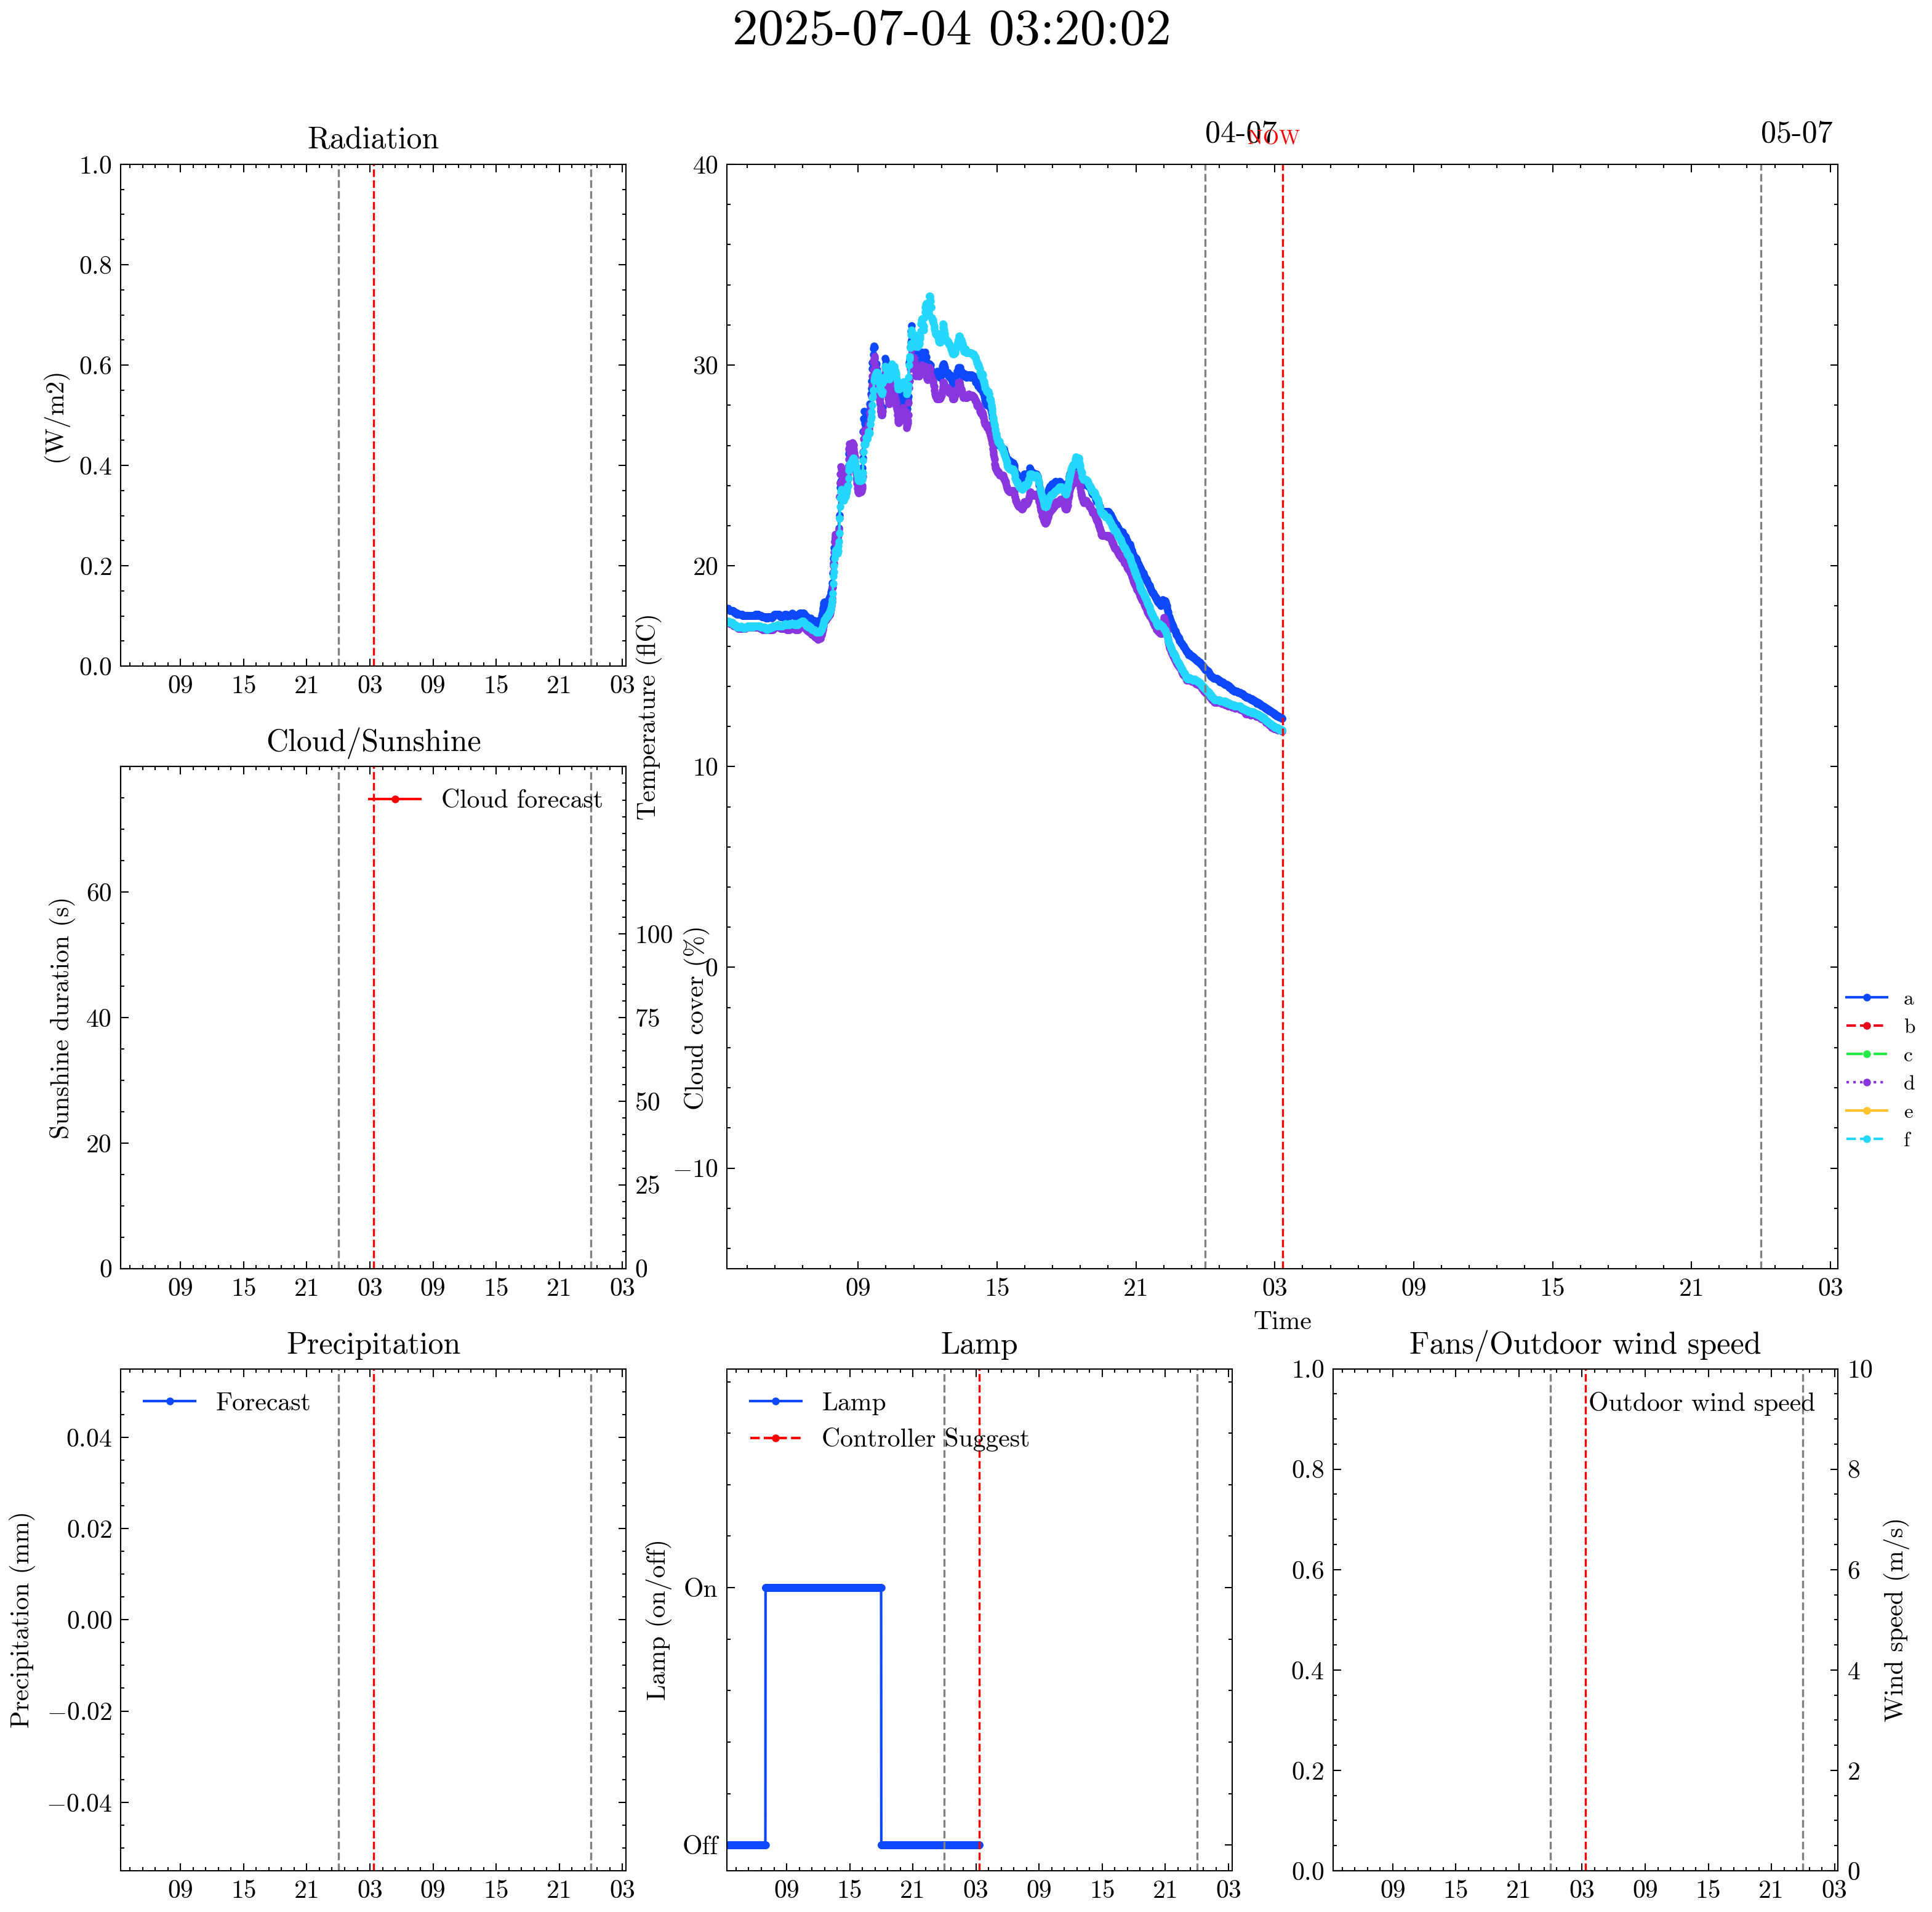 2025-07-04 03:20:02
Radiation
(W/m2)
1.0
0.8
0.6
0.4
0.2
0.0
09 15 21 03 09 15 21 03
04-07
NOW
05-07
Temperature (flC)
40
30
20
10
0
−10
09 15 21 03 09 15 21 03
Time
a
b
c
d
e
f
Cloud/Sunshine
Cloud forecast
Sunshine duration (s)
60
40
20
0
Cloud cover (%)
100
75
50
25
0
09 15 21 03 09 15 21 03
Precipitation
Forecast
Precipitation (mm)
0.04
0.02
0.00
−0.02
−0.04
09 15 21 03 09 15 21 03
Lamp
Lamp
Controller Suggest
Lamp (on/off)
On
Off
09 15 21 03 09 15 21 03
Fans/Outdoor wind speed
Outdoor wind speed
1.0
0.8
0.6
0.4
0.2
0.0
10
8
6
4
2
0
Wind speed (m/s)
09 15 21 03 09 15 21 03